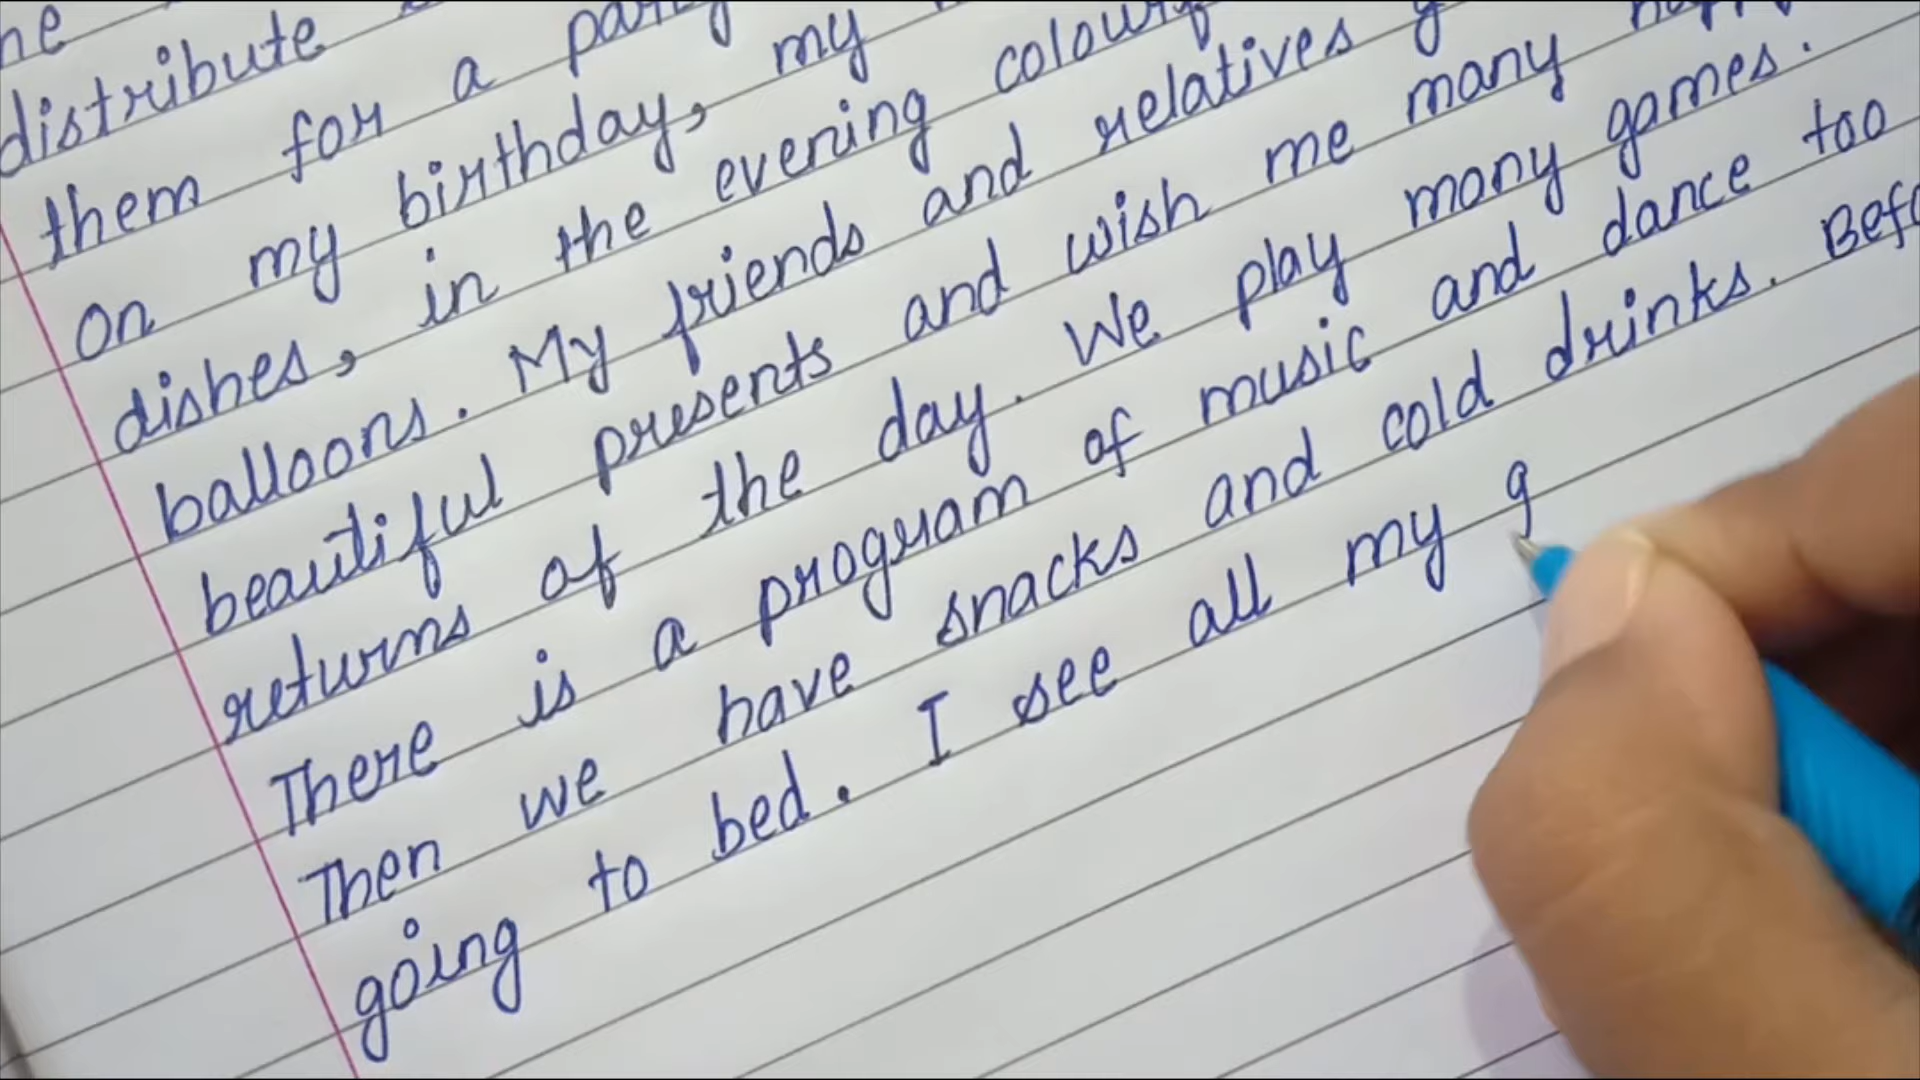 distribute
them for a
On my birthday, my
dishes, in the evening
balloons. My friends and relatives
beautiful presents and wish me many
returns of the day. We play many games.
There is a program of music and dance too
Then we have snacks and cold drinks. Befo
going to bed. I see all my g